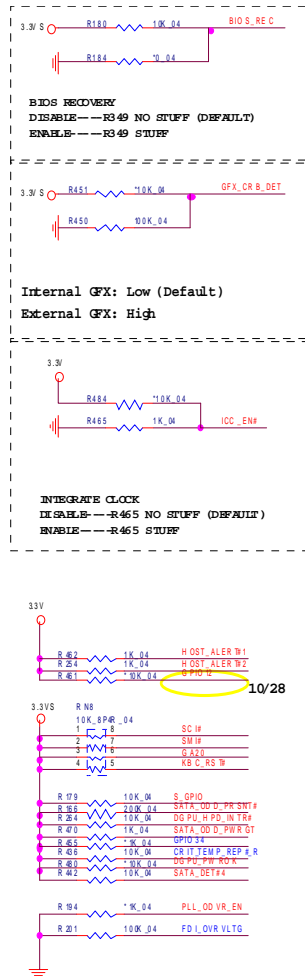 3.3VS R180 10K_04 BIOS_REC
R184 *0_04
BIOS RECOVERY
DISABLE---R349 NO STUFF (DEFAULT)
ENABLE---R349 STUFF
3.3VS R451 *10K_04 GFX_CRB_DET
R450 100K_04
Internal GFX: Low (Default)
External GFX: High
3.3V
R484 *10K_04
R465 1K_04 ICC_EN#
INTEGRATE CLOCK
DISABLE---R465 NO STUFF (DEFAULT)
ENABLE---R465 STUFF
3.3V
R462 1K_04 HOST_ALERT#1
R254 1K_04 HOST_ALERT#2
R461 *10K_04 GPIO12
10/28
3.3VS RN8
10K_8P4R_04
1 8 SCI#
2 7 SMI#
3 6 GA20
4 5 KBC_RST#
R179 10K_04 S_GPIO
R166 200K_04 SATA_ODD_PRSNT#
R264 10K_04 DGPU_HPD_INTR#
R470 1K_04 SATA_ODD_PWRGT
R455 *1K_04 GPIO34
R436 10K_04 CRIT_TEMP_REP#_R
R480 *10K_04 DGPU_PWROK
R442 10K_04 SATA_DET#4
R194 *1K_04 PLL_ODVR_EN
R201 100K_04 FDI_OVRVLTG